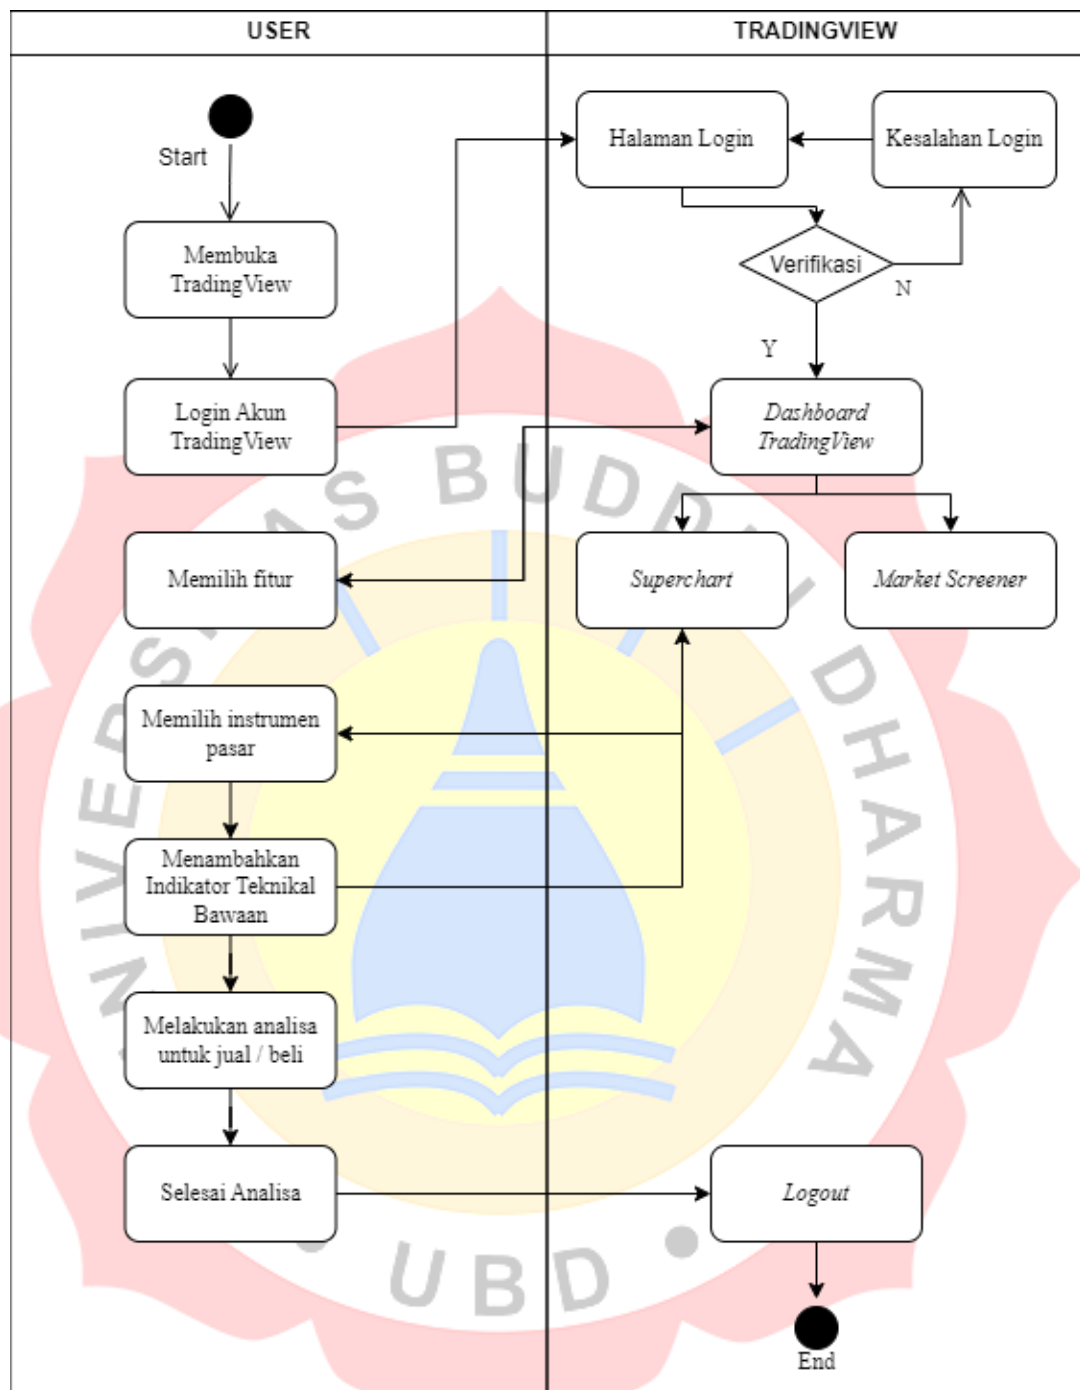 USER
TRADINGVIEW
Start
Halaman Login
Kesalahan Login
Membuka
TradingView
Verifikasi
N
Y
Login Akun
TradingView
Dashboard
TradingView
Memilih fitur
Superchart
Market Screener
Memilih instrumen
pasar
Menambahkan
Indikator Teknikal
Bawaan
Melakukan analisa
untuk jual / beli
Selesai Analisa
Logout
End
UNIVERSITAS BUDDHI DHARMA
UBD